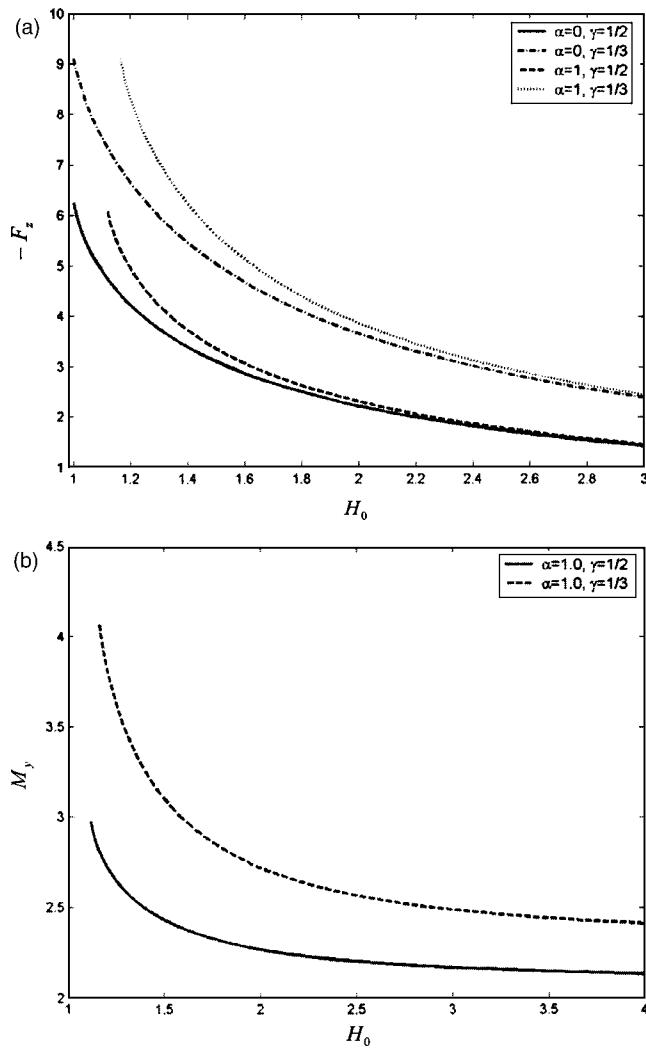 (a)
10
9
8
7
6
5
4
3
2
1
− F_z
α=0, γ=1/2
α=0, γ=1/3
α=1, γ=1/2
α=1, γ=1/3
1 1.2 1.4 1.6 1.8 2 2.2 2.4 2.6 2.8 3
H_0
(b)
4.5
4
3.5
3
2.5
2
M_y
α=1.0, γ=1/2
α=1.0, γ=1/3
1 1.5 2 2.5 3 3.5 4
H_0